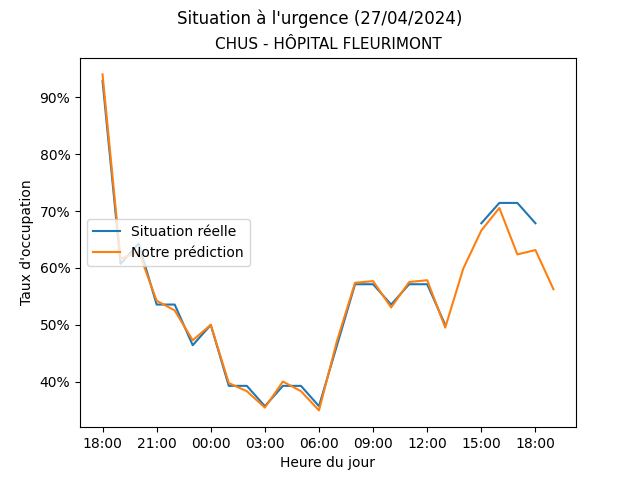 Situation à l'urgence (27/04/2024)
CHUS - HÔPITAL FLEURIMONT
90%
80%
70%
60%
50%
40%
Taux d'occupation
Situation réelle
Notre prédiction
18:00 21:00 00:00 03:00 06:00 09:00 12:00 15:00 18:00
Heure du jour